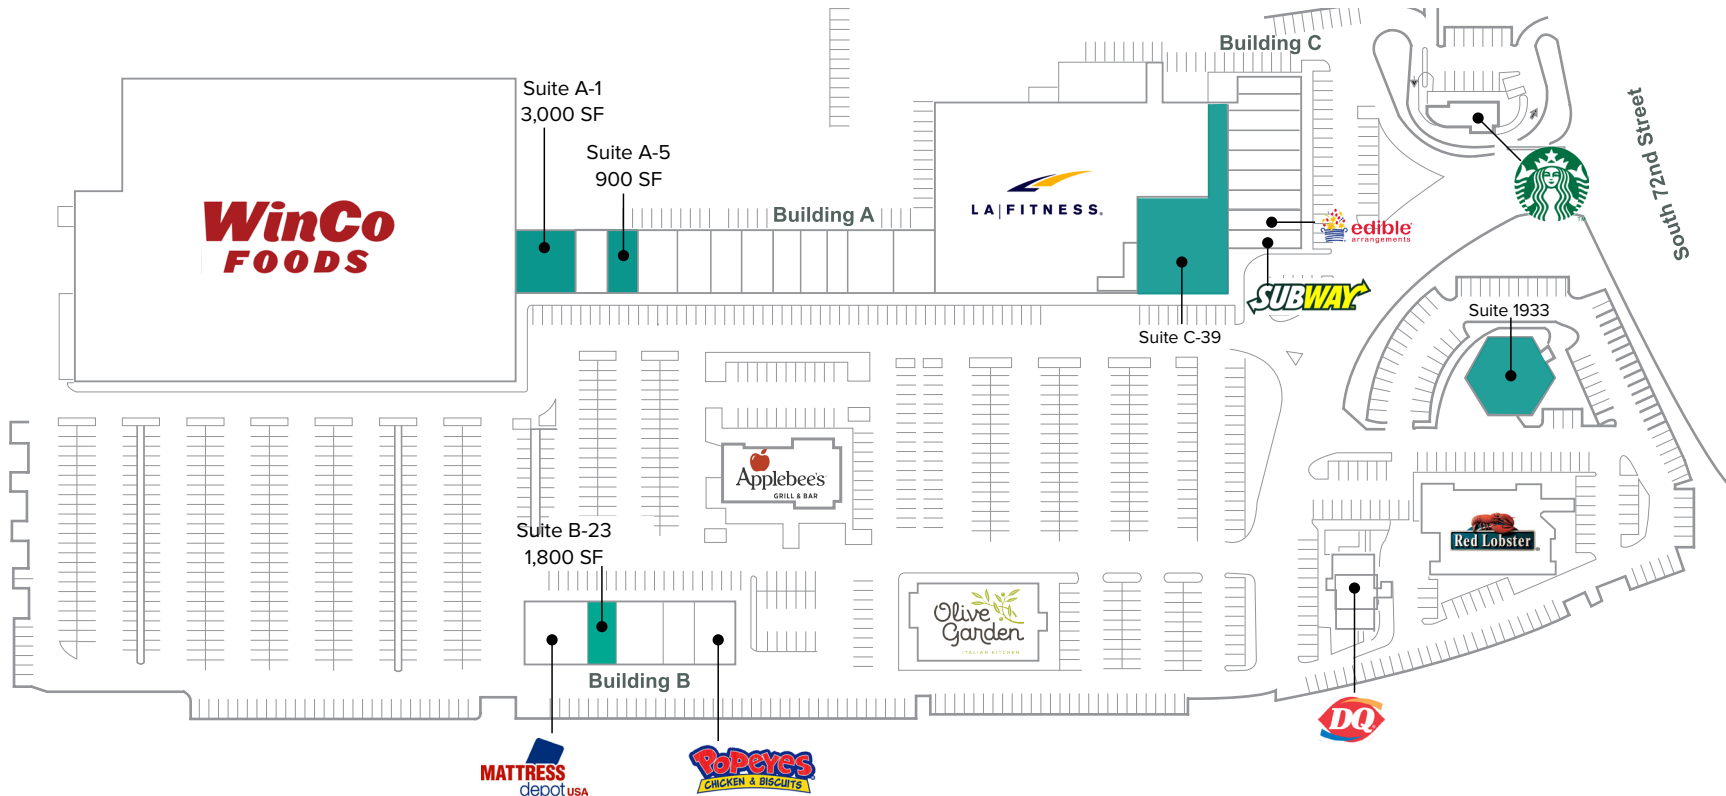 Building C
Suite A-1
3,000 SF
Suite A-5
900 SF
Building A
WinCo
FOODS
LA|FITNESS.
edible
arrangements
SUBWAY
South 72nd Street
Suite C-39
Suite 1933
Applebee's
GRILL & BAR
Red Lobster
Suite B-23
1,800 SF
Olive
Garden
ITALIAN KITCHEN
Building B
DQ
MATTRESS
depot USA
POPEYES
CHICKEN & BISCUITS